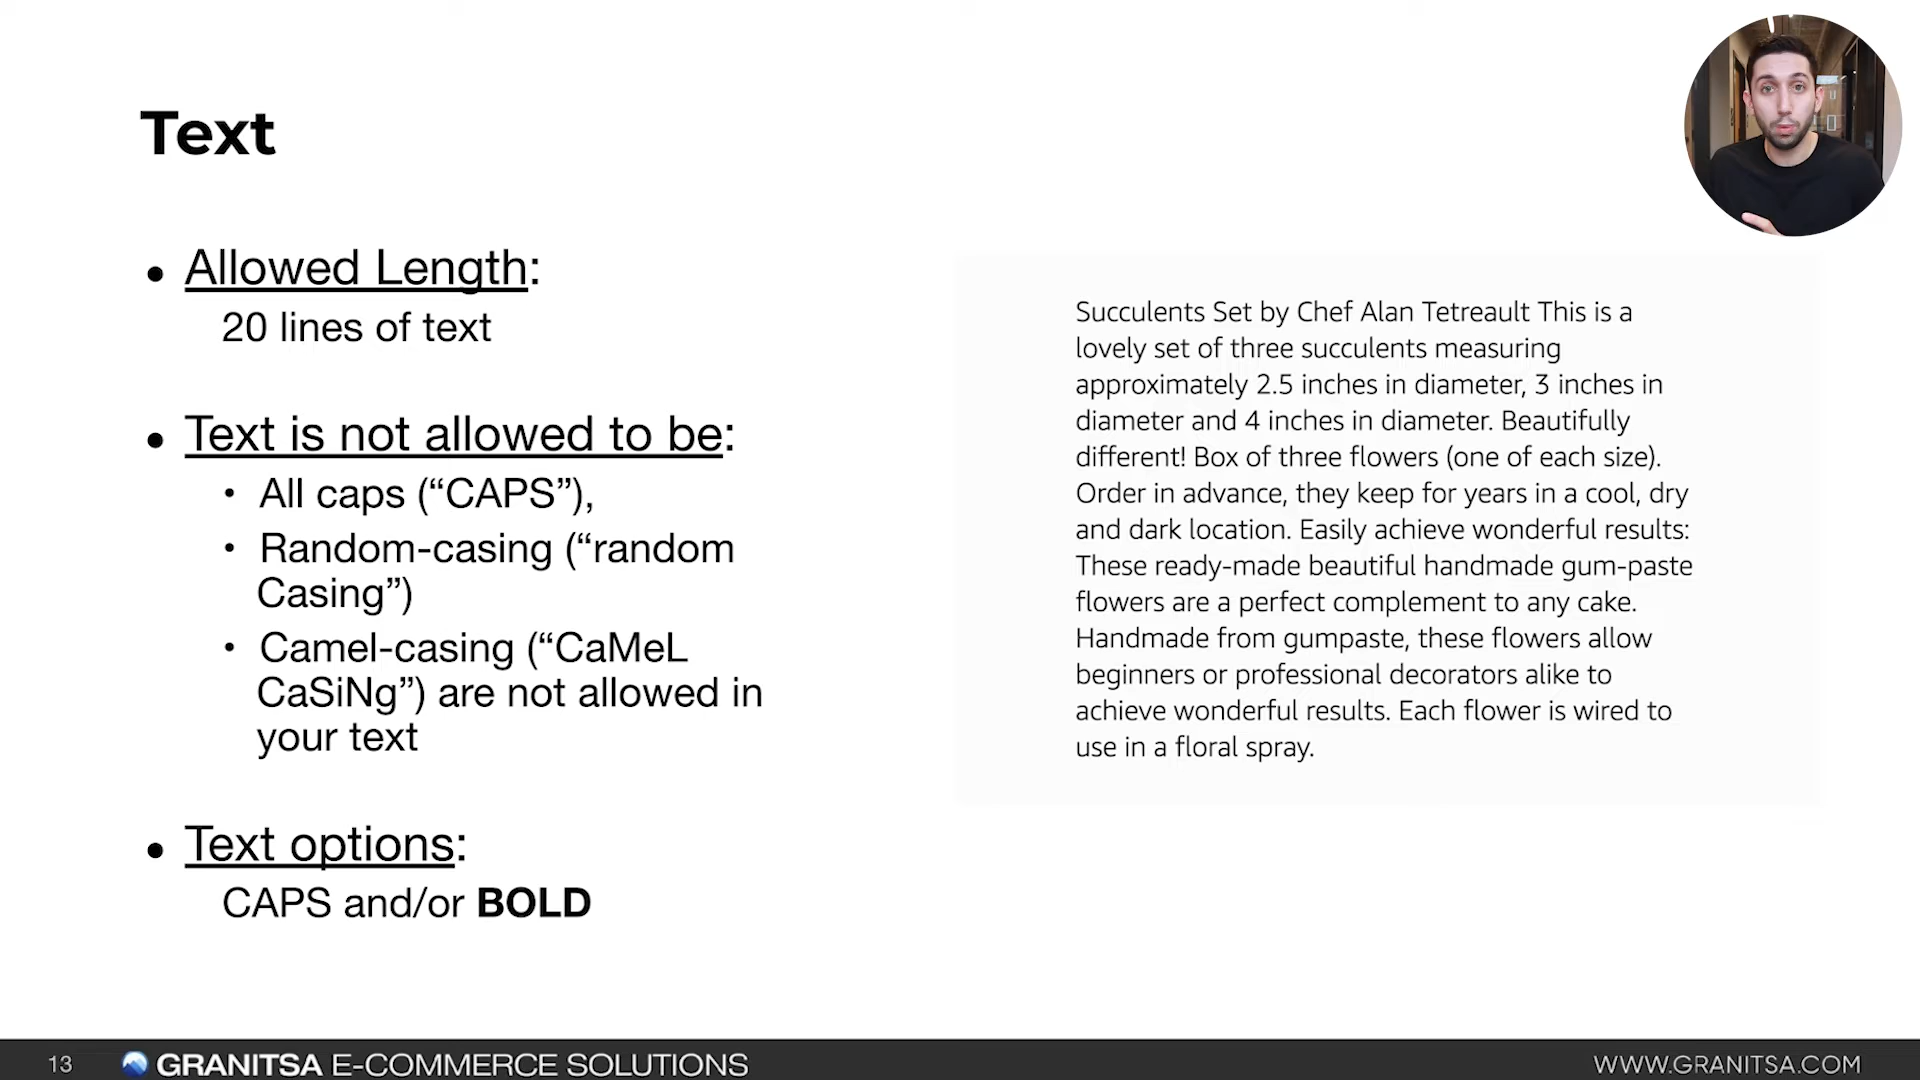 Text
• Allowed Length:
20 lines of text
• Text is not allowed to be:
• All caps (“CAPS”),
• Random-casing (“random
Casing”)
• Camel-casing (“CaMeL
CaSiNg”) are not allowed in
your text
• Text options:
CAPS and/or BOLD
Succulents Set by Chef Alan Tetreault This is a
lovely set of three succulents measuring
approximately 2.5 inches in diameter, 3 inches in
diameter and 4 inches in diameter. Beautifully
different! Box of three flowers (one of each size).
Order in advance, they keep for years in a cool, dry
and dark location. Easily achieve wonderful results:
These ready-made beautiful handmade gum-paste
flowers are a perfect complement to any cake.
Handmade from gumpaste, these flowers allow
beginners or professional decorators alike to
achieve wonderful results. Each flower is wired to
use in a floral spray.
13
GRANITSA E-COMMERCE SOLUTIONS
WWW.GRANITSA.COM